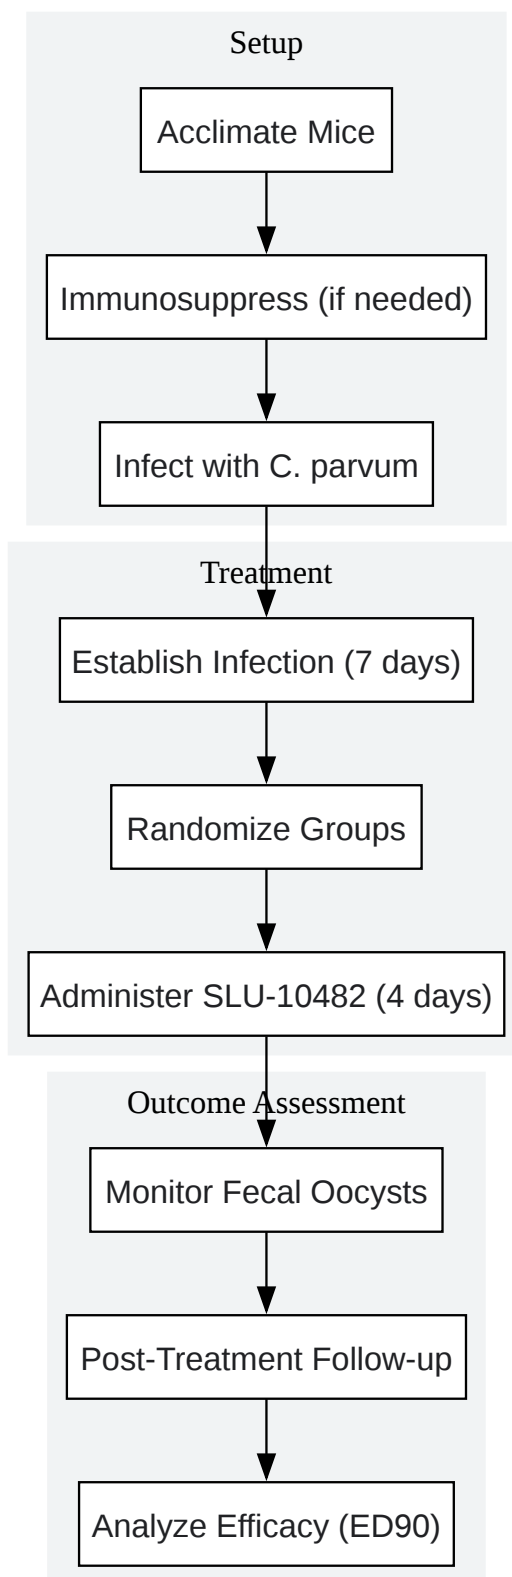 Setup
Acclimate Mice
Immunosuppress (if needed)
Infect with C. parvum
Treatment
Establish Infection (7 days)
Randomize Groups
Administer SLU-10482 (4 days)
Outcome Assessment
Monitor Fecal Oocysts
Post-Treatment Follow-up
Analyze Efficacy (ED90)